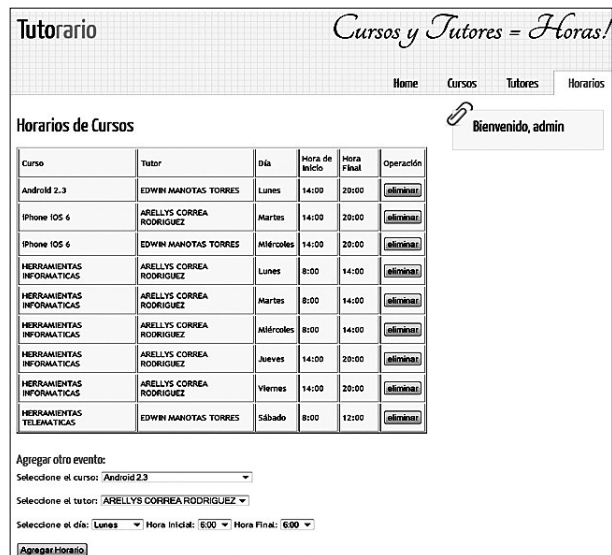 Tutorario
Cursos y Tutores = Horas!
Home Cursos Tutores Horarios
Bienvenido, admin
Horarios de Cursos
Curso Tutor Día Hora de Inicio Hora Final Operación
Android 2.3 EDWIN MANOTAS TORRES Lunes 14:00 20:00 eliminar
iPhone iOS 6 ARELLYS CORREA RODRIGUEZ Martes 14:00 20:00 eliminar
iPhone iOS 6 EDWIN MANOTAS TORRES Miércoles 14:00 20:00 eliminar
HERRAMIENTAS INFORMATICAS ARELLYS CORREA RODRIGUEZ Lunes 8:00 14:00 eliminar
HERRAMIENTAS INFORMATICAS ARELLYS CORREA RODRIGUEZ Martes 8:00 14:00 eliminar
HERRAMIENTAS INFORMATICAS ARELLYS CORREA RODRIGUEZ Miércoles 8:00 14:00 eliminar
HERRAMIENTAS INFORMATICAS ARELLYS CORREA RODRIGUEZ Jueves 14:00 20:00 eliminar
HERRAMIENTAS INFORMATICAS ARELLYS CORREA RODRIGUEZ Viernes 14:00 20:00 eliminar
HERRAMIENTAS TELEMATICAS EDWIN MANOTAS TORRES Sábado 8:00 12:00 eliminar
Agregar otro evento:
Seleccione el curso: Android 2.3
Seleccione el tutor: ARELLYS CORREA RODRIGUEZ
Seleccione el día: Lunes Hora Inicial: 6:00 Hora Final: 6:00
Agregar Horario